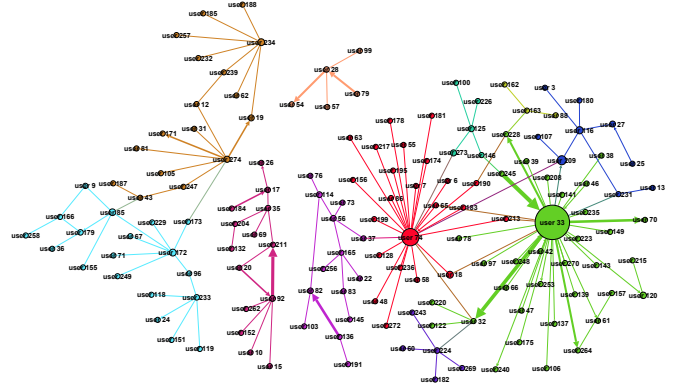 user 188
user 185
user 257
user 234
user 232
user 239
user 62
user 12
user 19
user 31
user 171
user 81
user 274
user 105
user 247
user 187
user 43
user 9
user 85
user 166
user 179
user 258
user 36
user 155
user 229
user 173
user 67
user 172
user 71
user 249
user 96
user 118
user 233
user 24
user 151
user 119
user 26
user 17
user 184
user 35
user 204
user 69
user 132
user 211
user 20
user 92
user 262
user 152
user 10
user 15
user 99
user 28
user 54
user 57
user 79
user 76
user 114
user 73
user 56
user 37
user 165
user 256
user 22
user 82
user 83
user 103
user 145
user 136
user 191
user 178
user 181
user 63
user 217
user 55
user 174
user 156
user 195
user 7
user 6
user 190
user 86
user 65
user 183
user 199
user 213
user 128
user 236
user 18
user 58
user 48
user 272
user 100
user 226
user 125
user 273
user 146
user 162
user 163
user 88
user 228
user 3
user 180
user 27
user 116
user 107
user 209
user 38
user 25
user 13
user 231
user 39
user 245
user 208
user 46
user 141
user 235
user 33
user 70
user 149
user 78
user 223
user 42
user 97
user 248
user 270
user 143
user 215
user 66
user 253
user 139
user 157
user 120
user 220
user 32
user 47
user 61
user 137
user 175
user 264
user 240
user 106
user 243
user 122
user 60
user 224
user 269
user 182